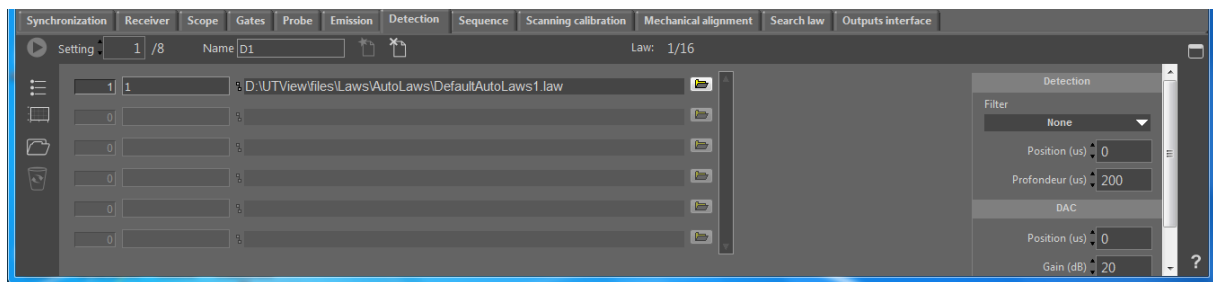 Synchronization Receiver Scope Gates Probe Emission Detection Sequence Scanning calibration Mechanical alignment Search law Outputs interface
Setting 1 /8 Name D1 Law: 1/16
1 1 D:\UTView\files\Laws\AutoLaws\DefaultAutoLaws1.law
0
0
0
0
0
Detection
Filter
None
Position (us) 0
Profondeur (us) 200
DAC
Position (us) 0
Gain (dB) 20
?